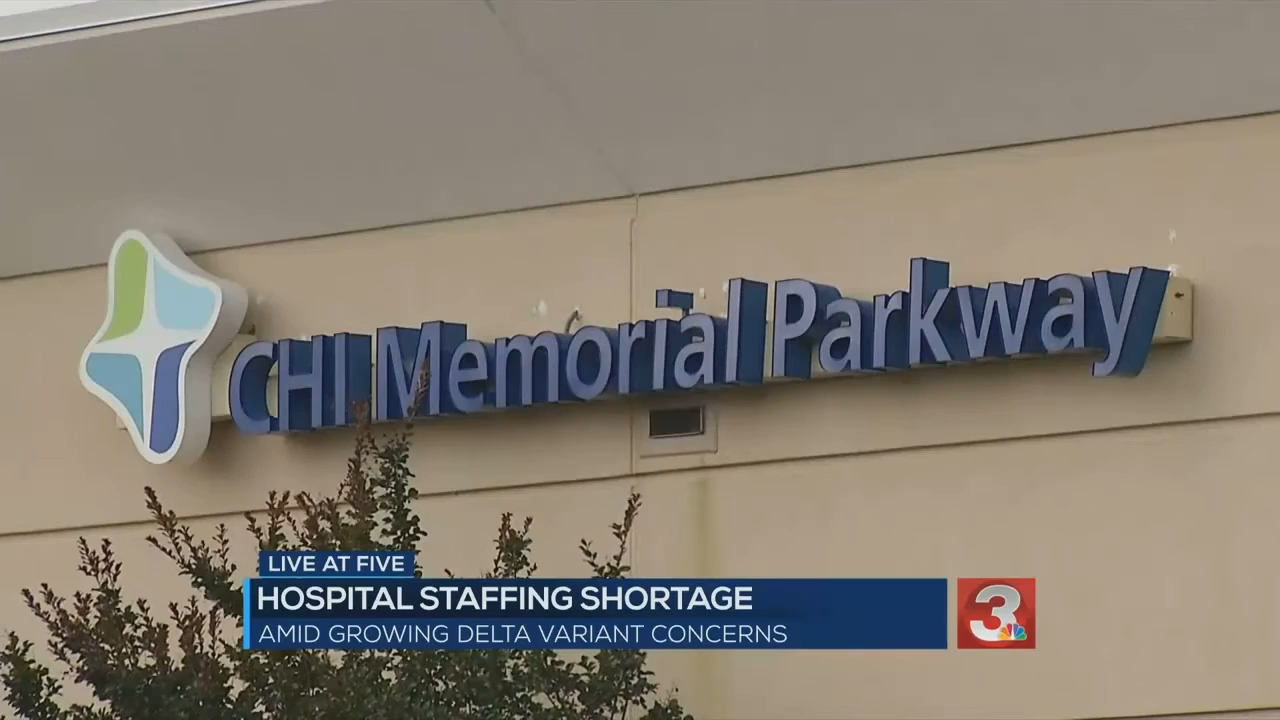 CHI Memorial Parkway
LIVE AT FIVE
HOSPITAL STAFFING SHORTAGE
AMID GROWING DELTA VARIANT CONCERNS
3